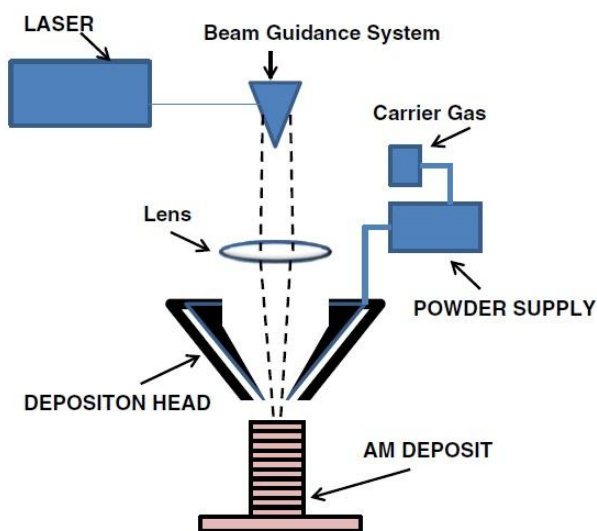 LASER
Beam Guidance System
Carrier Gas
Lens
POWDER SUPPLY
DEPOSITON HEAD
AM DEPOSIT